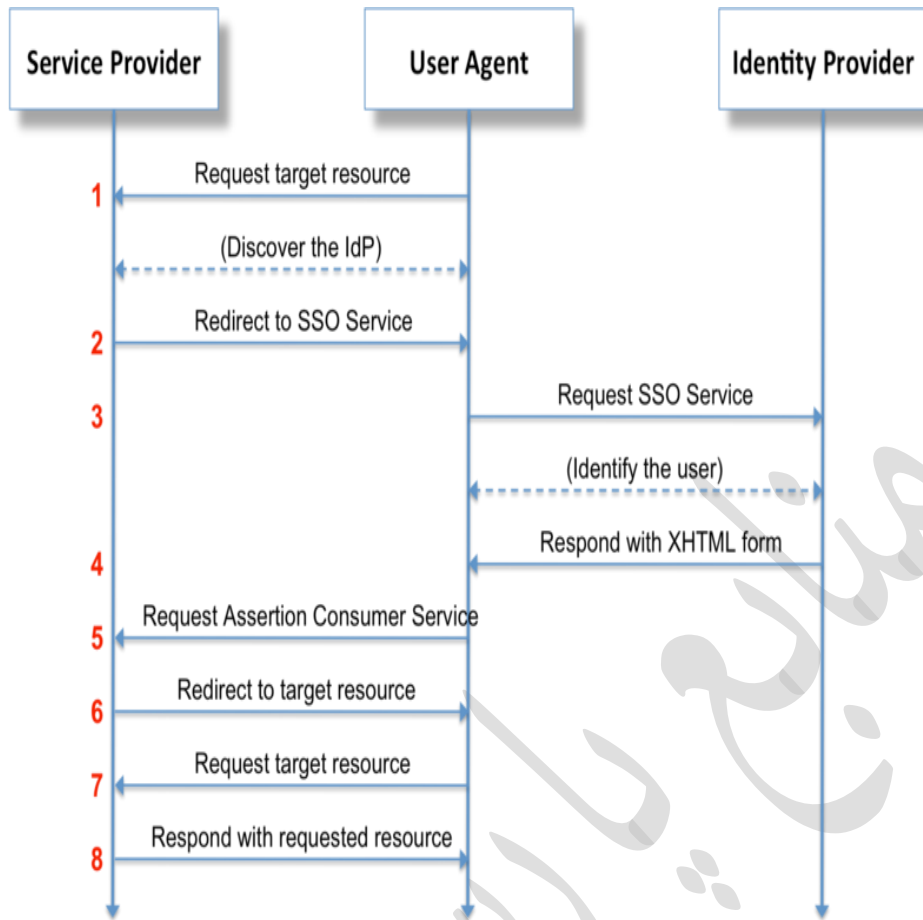 Service Provider
User Agent
Identity Provider
Request target resource
1
(Discover the IdP)
Redirect to SSO Service
2
Request SSO Service
3
(Identify the user)
Respond with XHTML form
4
Request Assertion Consumer Service
5
Redirect to target resource
6
Request target resource
7
Respond with requested resource
8